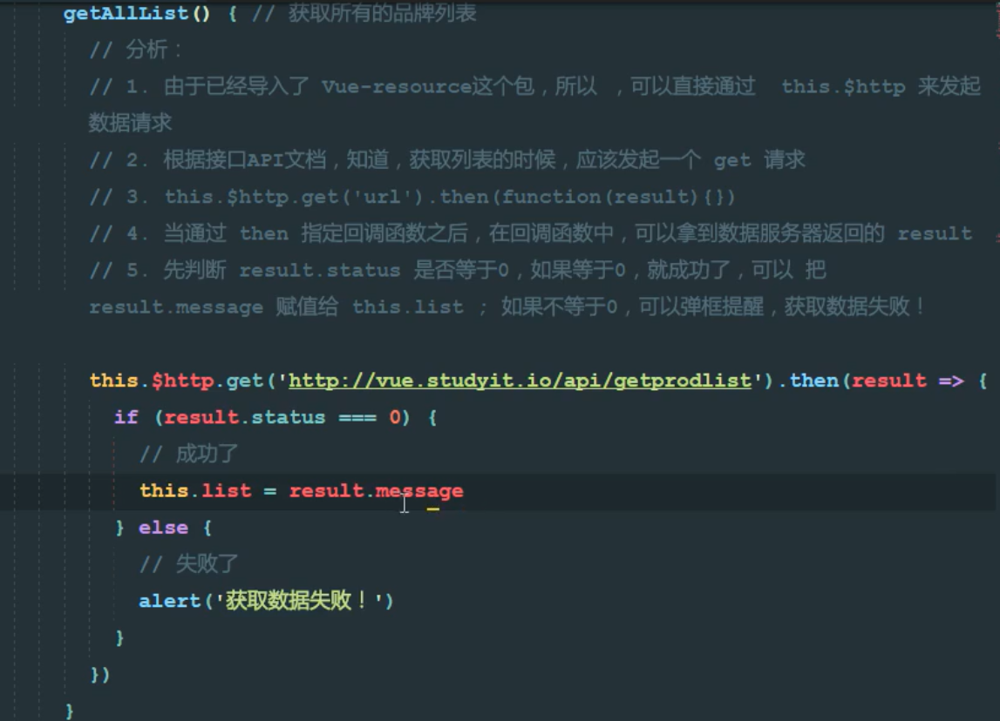 getAllList() { // 获取所有的品牌列表
// 分析：
// 1. 由于已经导入了 Vue-resource这个包，所以 ，可以直接通过 this.$http 来发起
数据请求
// 2. 根据接口API文档，知道，获取列表的时候，应该发起一个 get 请求
// 3. this.$http.get('url').then(function(result){})
// 4. 当通过 then 指定回调函数之后，在回调函数中，可以拿到数据服务器返回的 result
// 5. 先判断 result.status 是否等于0，如果等于0，就成功了，可以 把
result.message 赋值给 this.list ; 如果不等于0，可以弹框提醒，获取数据失败！
this.$http.get('http://vue.studyit.io/api/getprodlist').then(result => {
if (result.status === 0) {
// 成功了
this.list = result.message
} else {
// 失败了
alert('获取数据失败！')
}
})
}